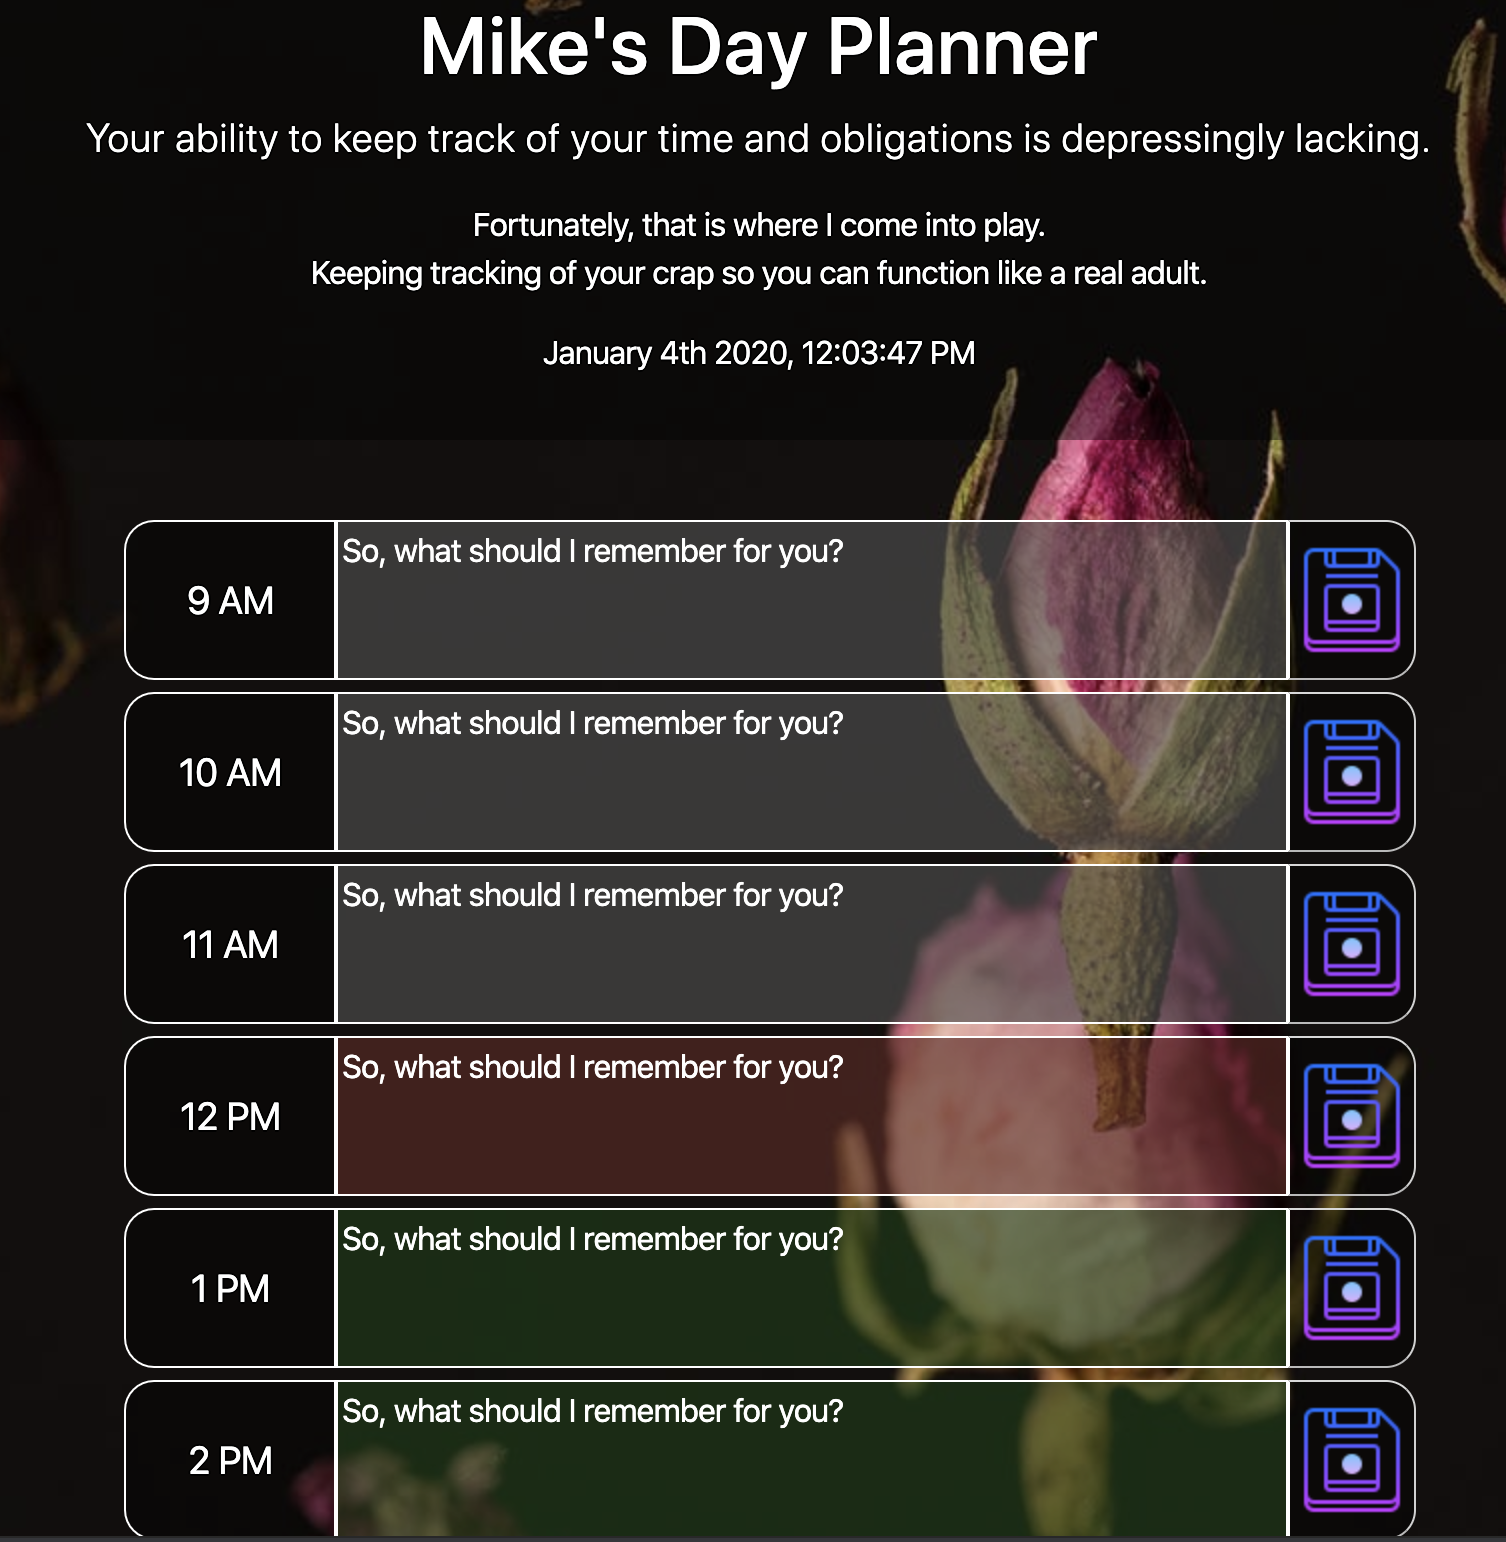 Mike's Day Planner
Your ability to keep track of your time and obligations is depressingly lacking.
Fortunately, that is where I come into play.
Keeping tracking of your crap so you can function like a real adult.
January 4th 2020, 12:03:47 PM
9 AM
So, what should I remember for you?
10 AM
So, what should I remember for you?
11 AM
So, what should I remember for you?
12 PM
So, what should I remember for you?
1 PM
So, what should I remember for you?
2 PM
So, what should I remember for you?